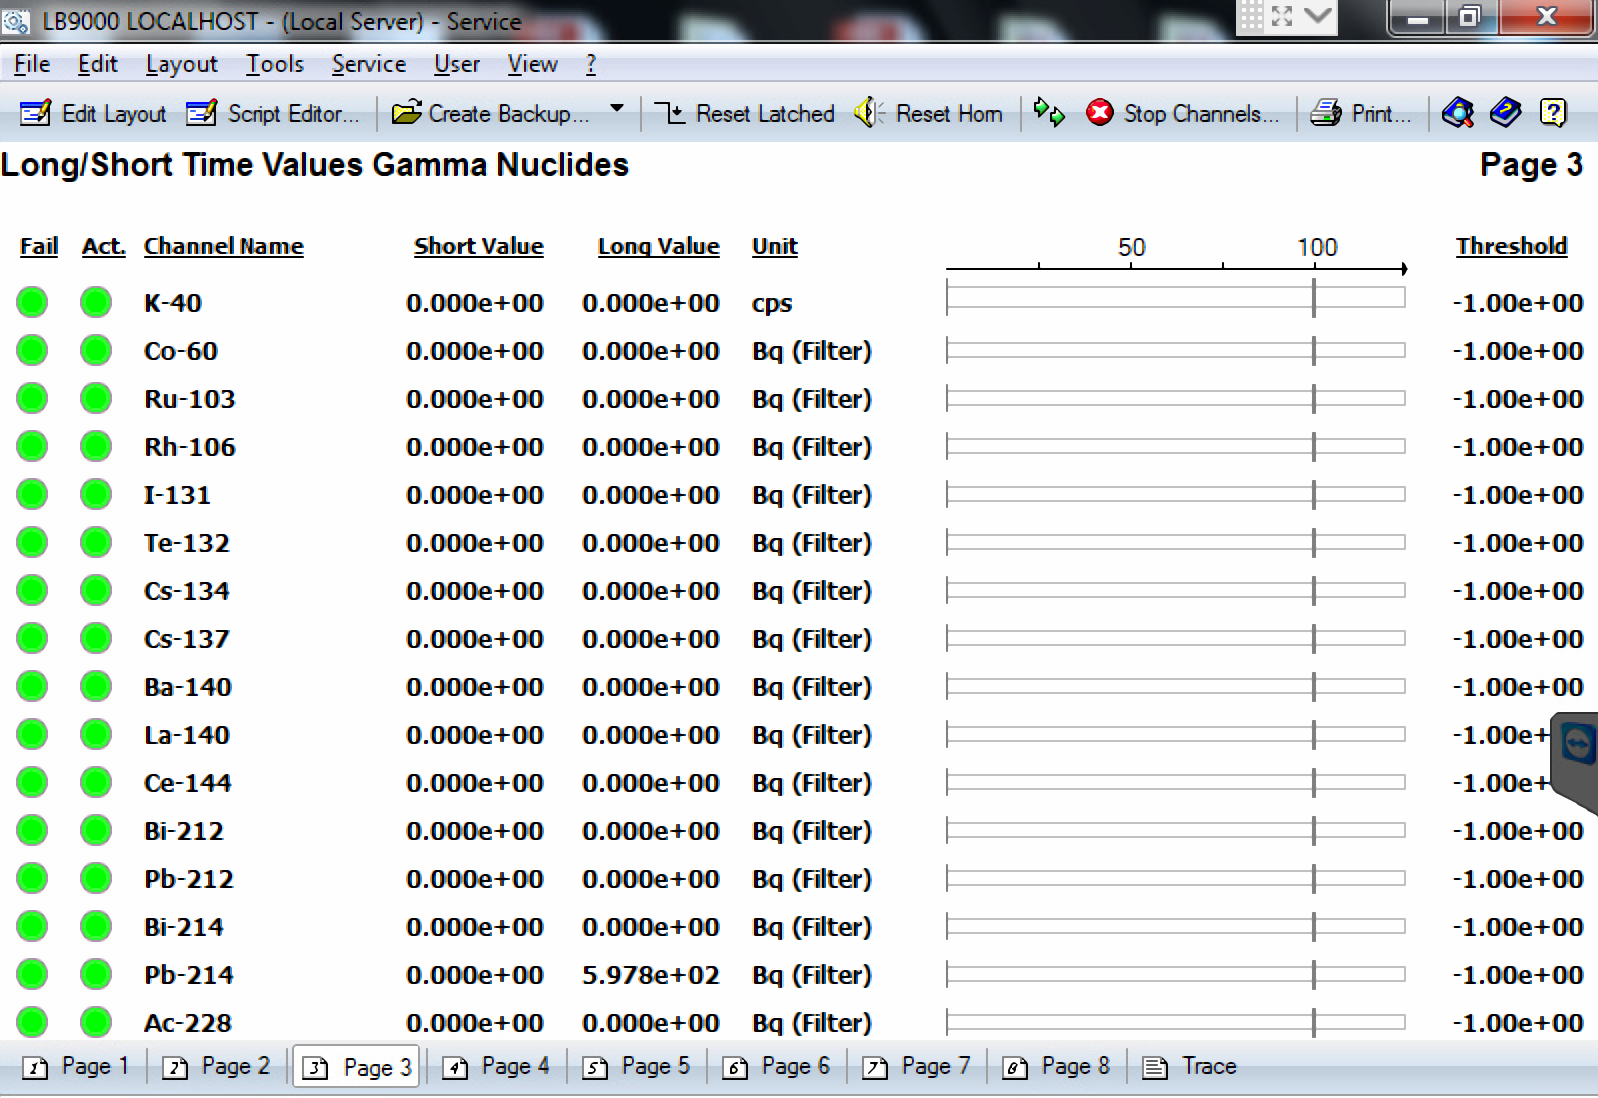 LB9000 LOCALHOST - (Local Server) - Service
File Edit Layout Tools Service User View ?
Edit Layout Script Editor... Create Backup... Reset Latched Reset Horn Stop Channels... Print...
Long/Short Time Values Gamma Nuclides Page 3
Fail Act. Channel Name Short Value Long Value Unit 50 100 Threshold
K-40 0.000e+00 0.000e+00 cps -1.00e+00
Co-60 0.000e+00 0.000e+00 Bq (Filter) -1.00e+00
Ru-103 0.000e+00 0.000e+00 Bq (Filter) -1.00e+00
Rh-106 0.000e+00 0.000e+00 Bq (Filter) -1.00e+00
I-131 0.000e+00 0.000e+00 Bq (Filter) -1.00e+00
Te-132 0.000e+00 0.000e+00 Bq (Filter) -1.00e+00
Cs-134 0.000e+00 0.000e+00 Bq (Filter) -1.00e+00
Cs-137 0.000e+00 0.000e+00 Bq (Filter) -1.00e+00
Ba-140 0.000e+00 0.000e+00 Bq (Filter) -1.00e+00
La-140 0.000e+00 0.000e+00 Bq (Filter) -1.00e+
Ce-144 0.000e+00 0.000e+00 Bq (Filter) -1.00e+
Bi-212 0.000e+00 0.000e+00 Bq (Filter) -1.00e+00
Pb-212 0.000e+00 0.000e+00 Bq (Filter) -1.00e+00
Bi-214 0.000e+00 0.000e+00 Bq (Filter) -1.00e+00
Pb-214 0.000e+00 5.978e+02 Bq (Filter) -1.00e+00
Ac-228 0.000e+00 0.000e+00 Bq (Filter) -1.00e+00
1 Page 1 2 Page 2 3 Page 3 4 Page 4 5 Page 5 6 Page 6 7 Page 7 8 Page 8 Trace